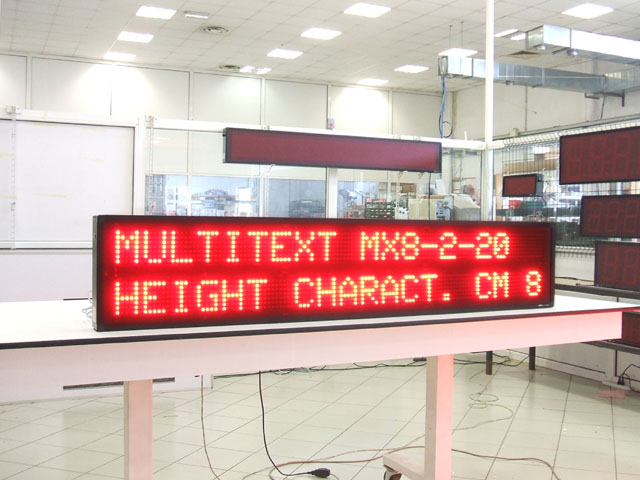 MULTITEXT MX8-2-20
HEIGHT CHARACT. CM 8